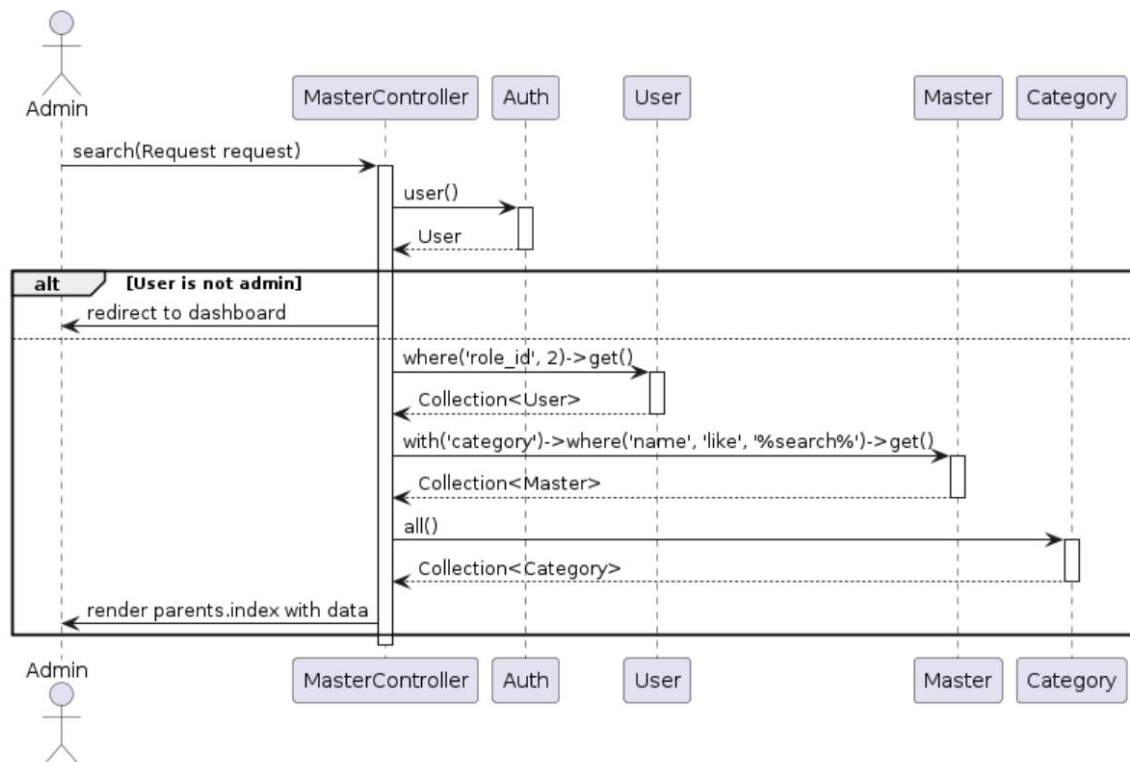 Admin
MasterController
Auth
User
Master
Category
search(Request request)
user()
User
alt
[User is not admin]
redirect to dashboard
where('role_id', 2)->get()
Collection<User>
with('category')->where('name', 'like', '%search%')->get()
Collection<Master>
all()
Collection<Category>
render parents.index with data
Admin
MasterController
Auth
User
Master
Category